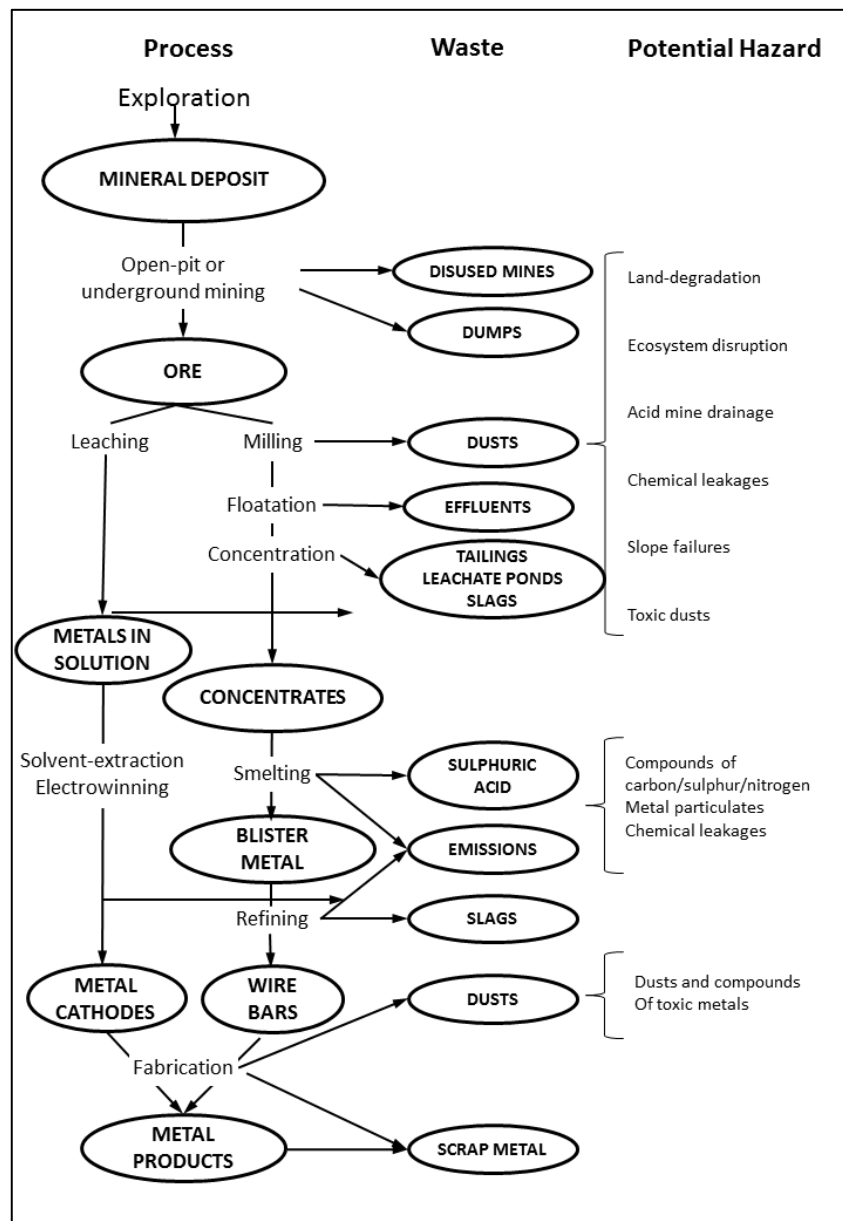 Process
Waste
Potential Hazard
Exploration
MINERAL DEPOSIT
Open-pit or
underground mining
DISUSED MINES
DUMPS
Land-degradation
Ecosystem disruption
ORE
Leaching
Milling
DUSTS
Acid mine drainage
Floatation
EFFLUENTS
Chemical leakages
Concentration
TAILINGS
LEACHATE PONDS
SLAGS
Slope failures
Toxic dusts
METALS IN
SOLUTION
CONCENTRATES
Solvent-extraction
Electrowinning
Smelting
SULPHURIC
ACID
Compounds of
carbon/sulphur/nitrogen
Metal particulates
Chemical leakages
BLISTER
METAL
EMISSIONS
Refining
SLAGS
METAL
CATHODES
WIRE
BARS
DUSTS
Dusts and compounds
Of toxic metals
Fabrication
METAL
PRODUCTS
SCRAP METAL